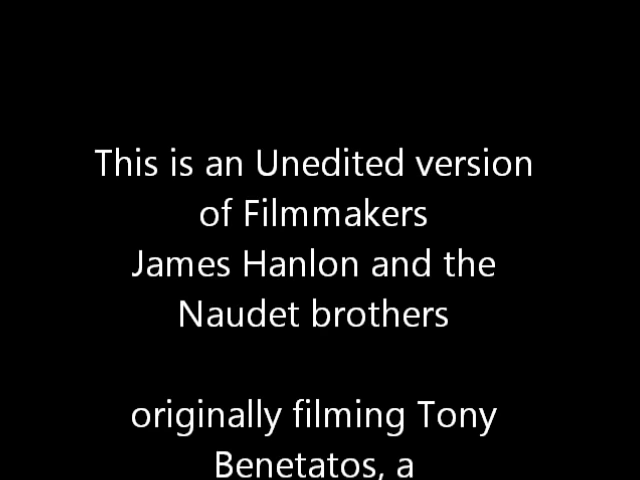 This is an Unedited version
of Filmmakers
James Hanlon and the
Naudet brothers
originally filming Tony
Benetatos, a